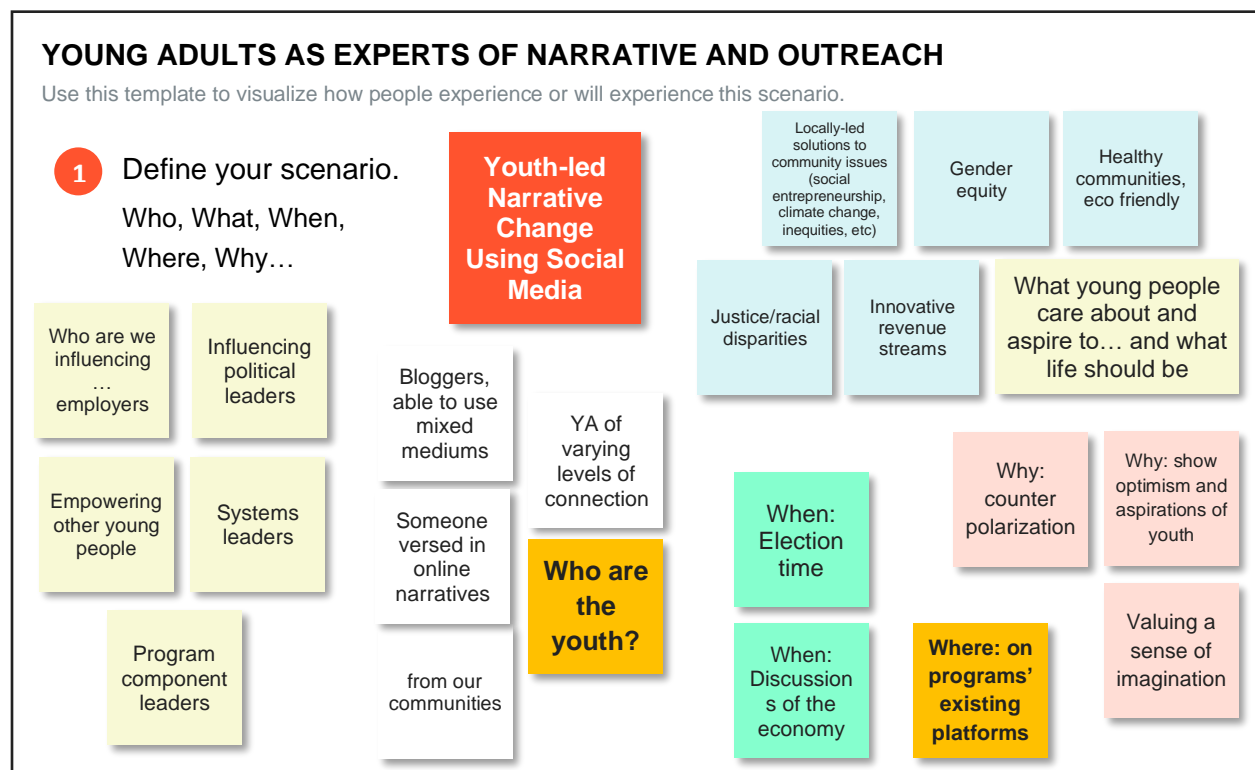 YOUNG ADULTS AS EXPERTS OF NARRATIVE AND OUTREACH
Use this template to visualize how people experience or will experience this scenario.
1
Define your scenario.
Who, What, When,
Where, Why…
Youth-led
Narrative
Change
Using Social
Media
Locally-led
solutions to
community issues
(social
entrepreneurship,
climate change,
inequities, etc)
Gender
equity
Healthy
communities,
eco friendly
Justice/racial
disparities
Innovative
revenue
streams
What young people
care about and
aspire to… and what
life should be
Who are we
influencing
…
employers
Influencing
political
leaders
Empowering
other young
people
Systems
leaders
Program
component
leaders
Bloggers,
able to use
mixed
mediums
YA of
varying
levels of
connection
Someone
versed in
online
narratives
Who are
the
youth?
from our
communities
When:
Election
time
When:
Discussion
s of the
economy
Where: on
programs’
existing
platforms
Why:
counter
polarization
Why: show
optimism and
aspirations of
youth
Valuing a
sense of
imagination